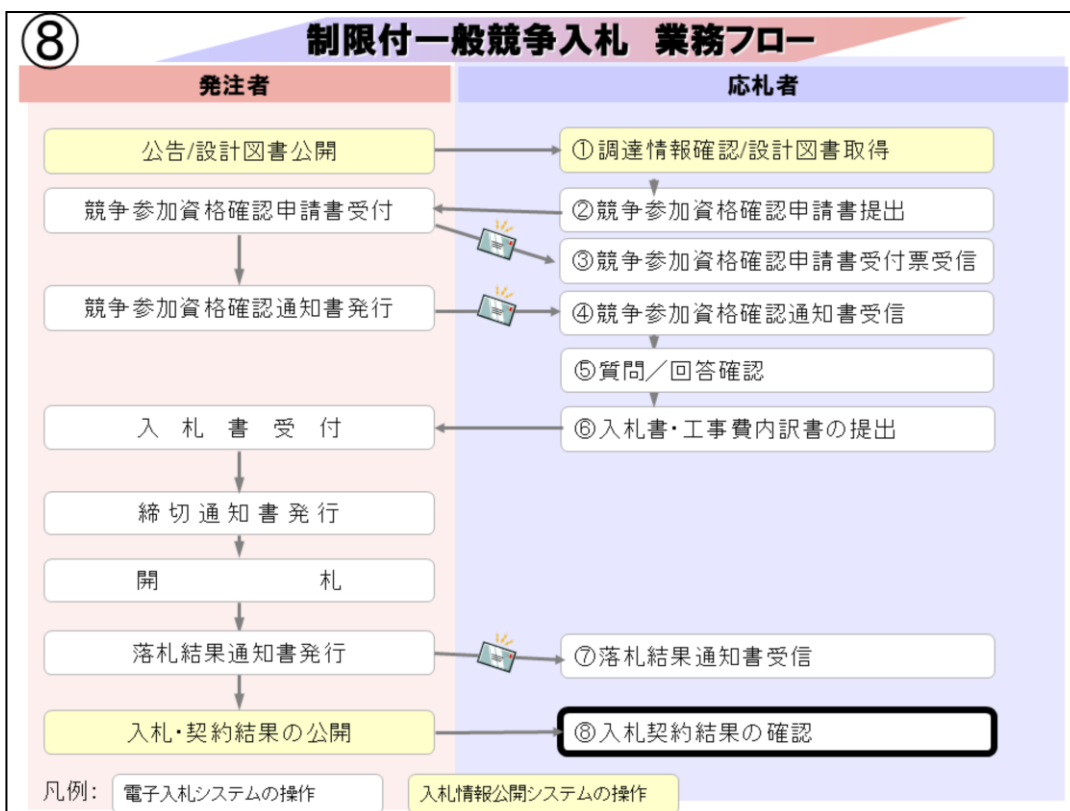 ⑧
制限付一般競争入札 業務フロー
発注者
応札者
公告/設計図書公開
①調達情報確認/設計図書取得
競争参加資格確認申請書受付
②競争参加資格確認申請書提出
③競争参加資格確認申請書受付票受信
競争参加資格確認通知書発行
④競争参加資格確認通知書受信
⑤質問／回答確認
入札書受付
⑥入札書・工事費内訳書の提出
締切通知書発行
開札
落札結果通知書発行
⑦落札結果通知書受信
入札・契約結果の公開
⑧入札契約結果の確認
凡例： 電子入札システムの操作 入札情報公開システムの操作